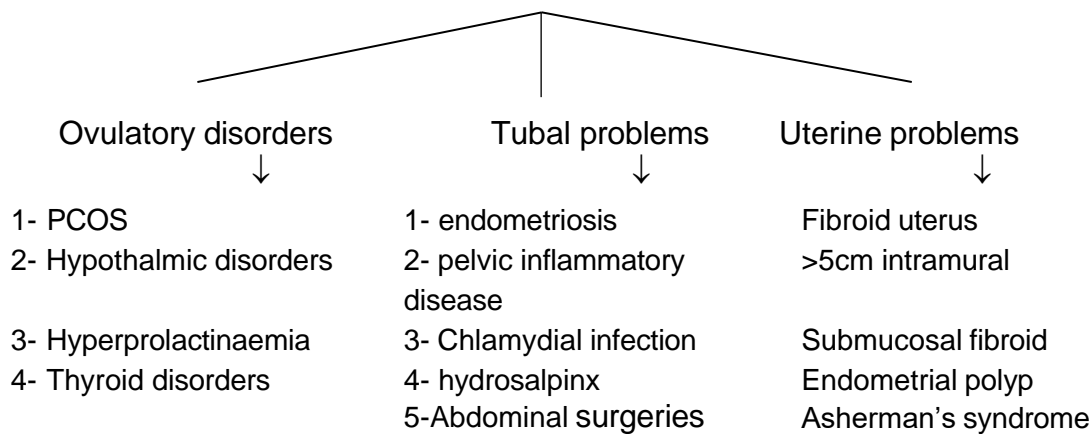 Ovulatory disorders
↓
1- PCOS
2- Hypothalmic disorders
3- Hyperprolactinaemia
4- Thyroid disorders
Tubal problems
↓
1- endometriosis
2- pelvic inflammatory
disease
3- Chlamydial infection
4- hydrosalpinx
5-Abdominal surgeries
Uterine problems
↓
Fibroid uterus
>5cm intramural
Submucosal fibroid
Endometrial polyp
Asherman’s syndrome